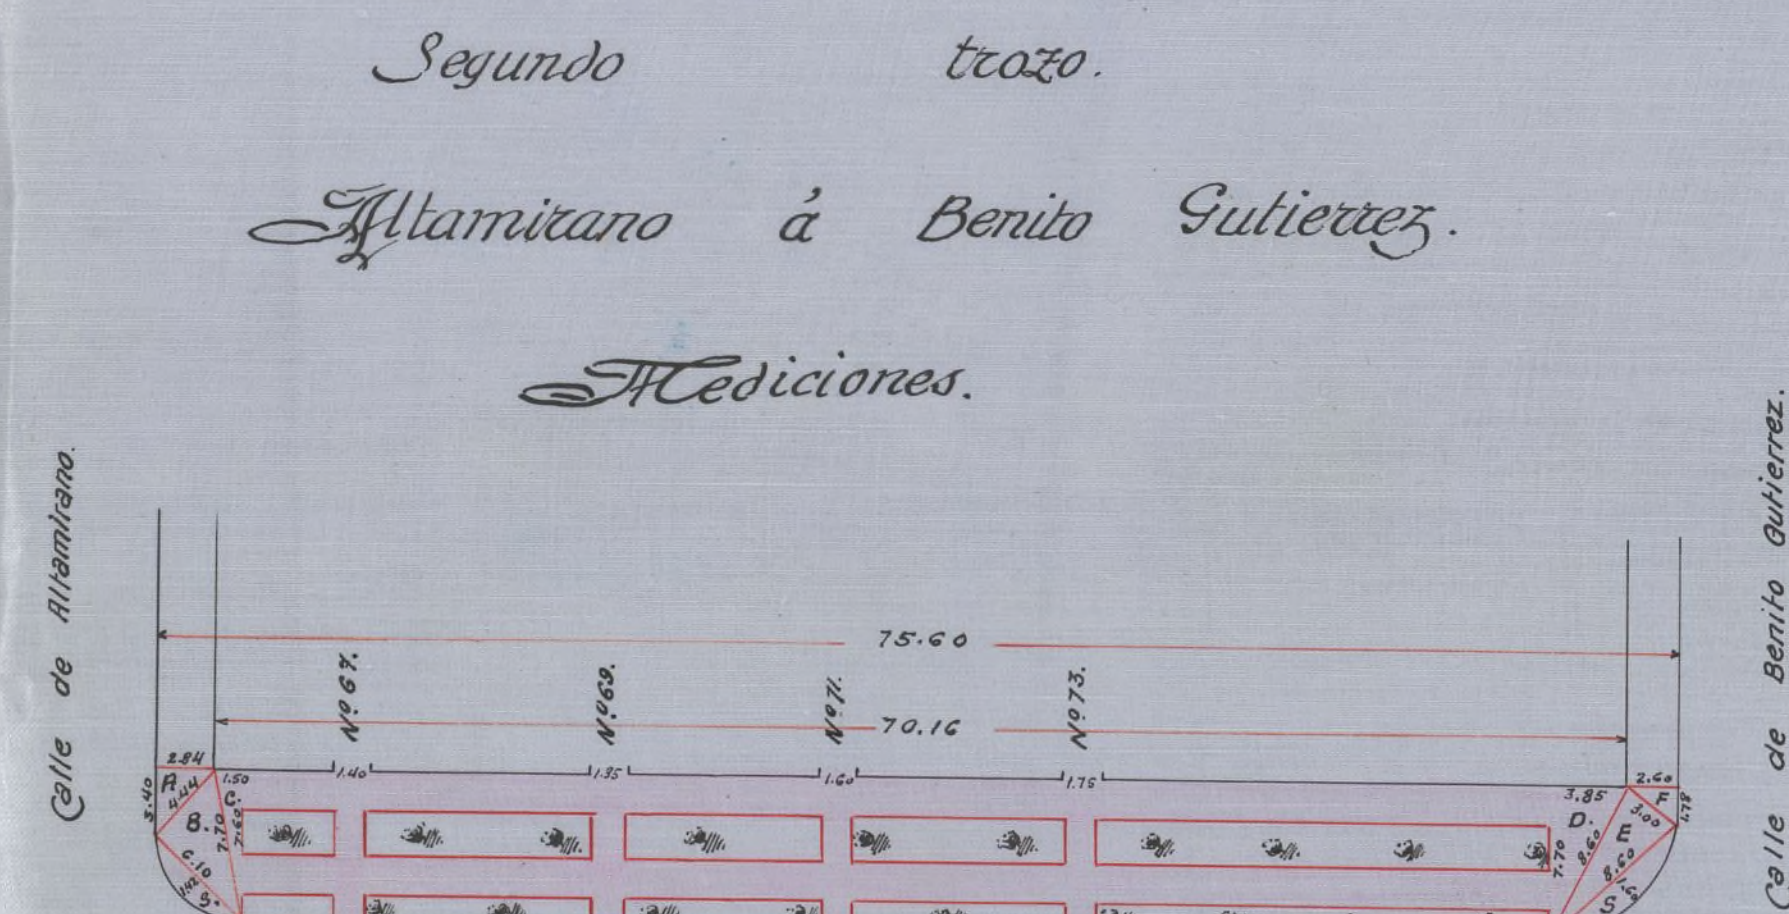 Segundo trozo.
Altamirano á Benito Gutierrez.
Mediciones.
Calle de Altamirano.
Calle de Benito Gutierrez.
75.60
Nº 67.
Nº 69.
Nº 71.
Nº 73.
70.16
2.84
1.50
1.40
1.35
1.60
1.75
2.60
3.40
A
4.44
C.
B.
7.70
7.60
3.85
F
1.78
3.00
D.
E
8.60
8.60
7.70
6.10
1.42
S.
S